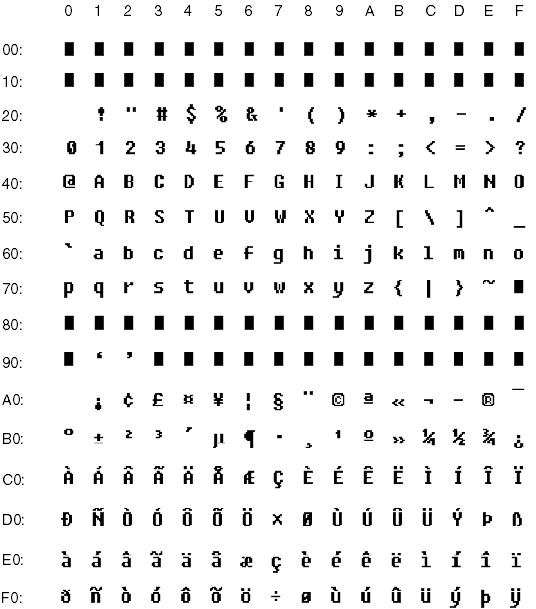 0 1 2 3 4 5 6 7 8 9 A B C D E F
00: █ █ █ █ █ █ █ █ █ █ █ █ █ █ █ █
10: █ █ █ █ █ █ █ █ █ █ █ █ █ █ █ █
20: ! " # $ % & ' ( ) * + , - . /
30: 0 1 2 3 4 5 6 7 8 9 : ; < = > ?
40: @ A B C D E F G H I J K L M N O
50: P Q R S T U V W X Y Z [ \ ] ^ _
60: ` a b c d e f g h i j k l m n o
70: p q r s t u v w x y z { | } ~ █
80: █ █ █ █ █ █ █ █ █ █ █ █ █ █ █ █
90: █ ‘ ’ █ █ █ █ █ █ █ █ █ █ █ █ █
A0: ¡ ¢ £ ¤ ¥ ¦ § ¨ © ª « ¬ - ® ¯
B0: ° ± ² ³ ´ µ ¶ · ¸ ¹ º » ¼ ½ ¾ ¿
C0: À Á Â Ã Ä Å Æ Ç È É Ê Ë Ì Í Î Ï
D0: Ð Ñ Ò Ó Ô Õ Ö × Ø Ù Ú Û Ü Ý Þ ß
E0: à á â ã ä å æ ç è é ê ë ì í î ï
F0: ð ñ ò ó ô õ ö ÷ ø ù ú û ü ý þ ÿ